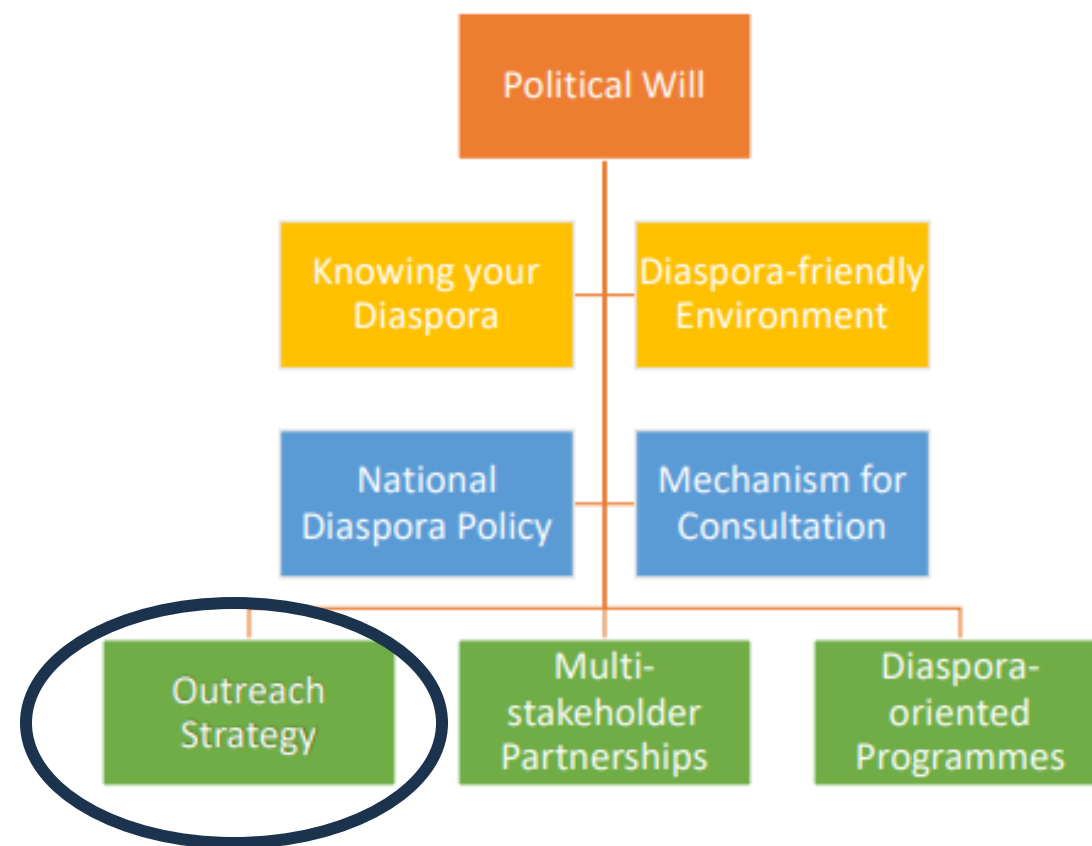 Political Will
Knowing your
Diaspora
Diaspora-friendly
Environment
National
Diaspora Policy
Mechanism for
Consultation
Outreach
Strategy
Multi-
stakeholder
Partnerships
Diaspora-
oriented
Programmes